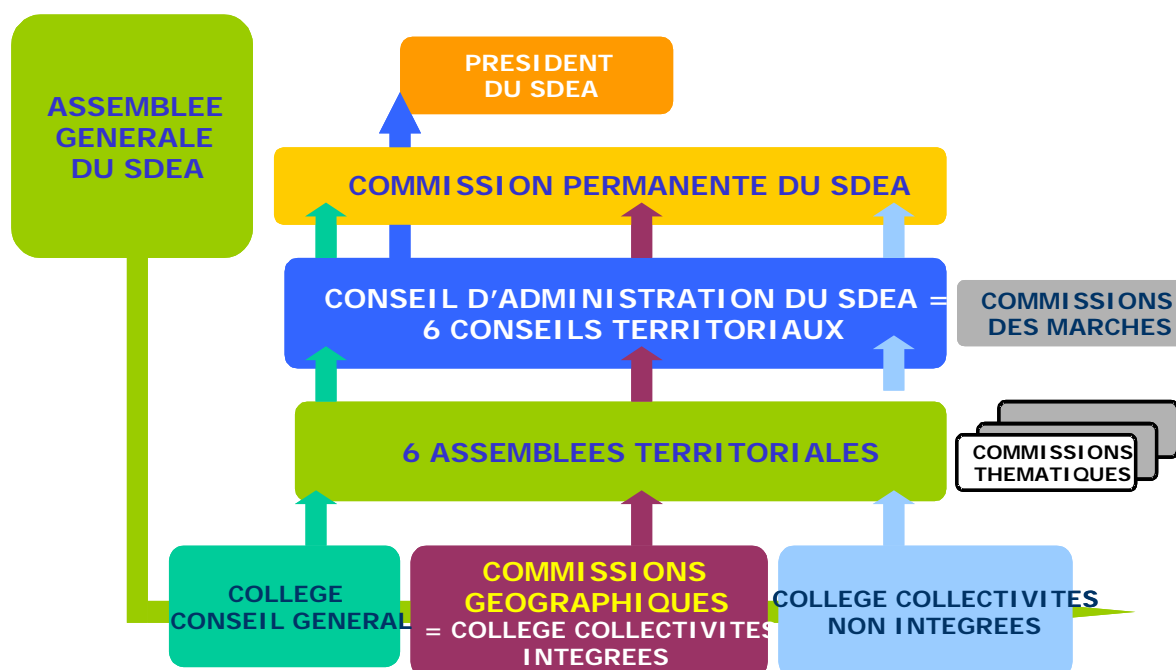 ASSEMBLEE
GENERALE
DU SDEA
PRESIDENT
DU SDEA
COMMISSION PERMANENTE DU SDEA
CONSEIL D'ADMINISTRATION DU SDEA =
6 CONSEILS TERRITORIAUX
COMMISSIONS
DES MARCHES
6 ASSEMBLEES TERRITORIALES
COMMISSIONS
THEMATIQUES
COLLEGE
CONSEIL GENERAL
COMMISSIONS
GEOGRAPHIQUES
= COLLEGE COLLECTIVITES
INTEGREES
COLLEGE COLLECTIVITES
NON INTEGREES